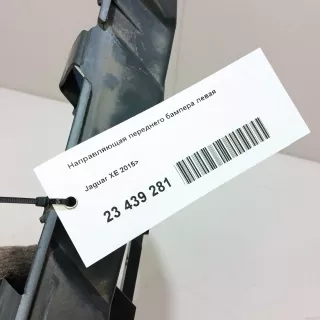 Направляющая переднего бампера левая
Jaguar XE 2015>
23 439 281